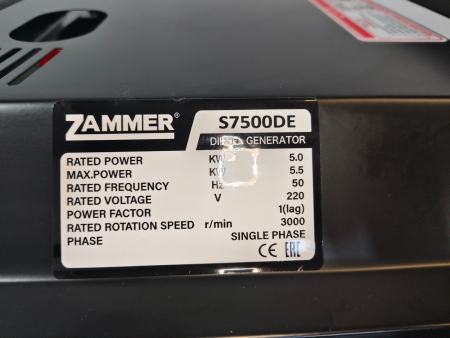 ZAMMER® S7500DE
GENERATOR
RATED POWER KW 5.0
MAX.POWER KW 5.5
RATED FREQUENCY Hz 50
RATED VOLTAGE V 220
POWER FACTOR 1(lag)
RATED ROTATION SPEED r/min 3000
PHASE SINGLE PHASE
CE EAC